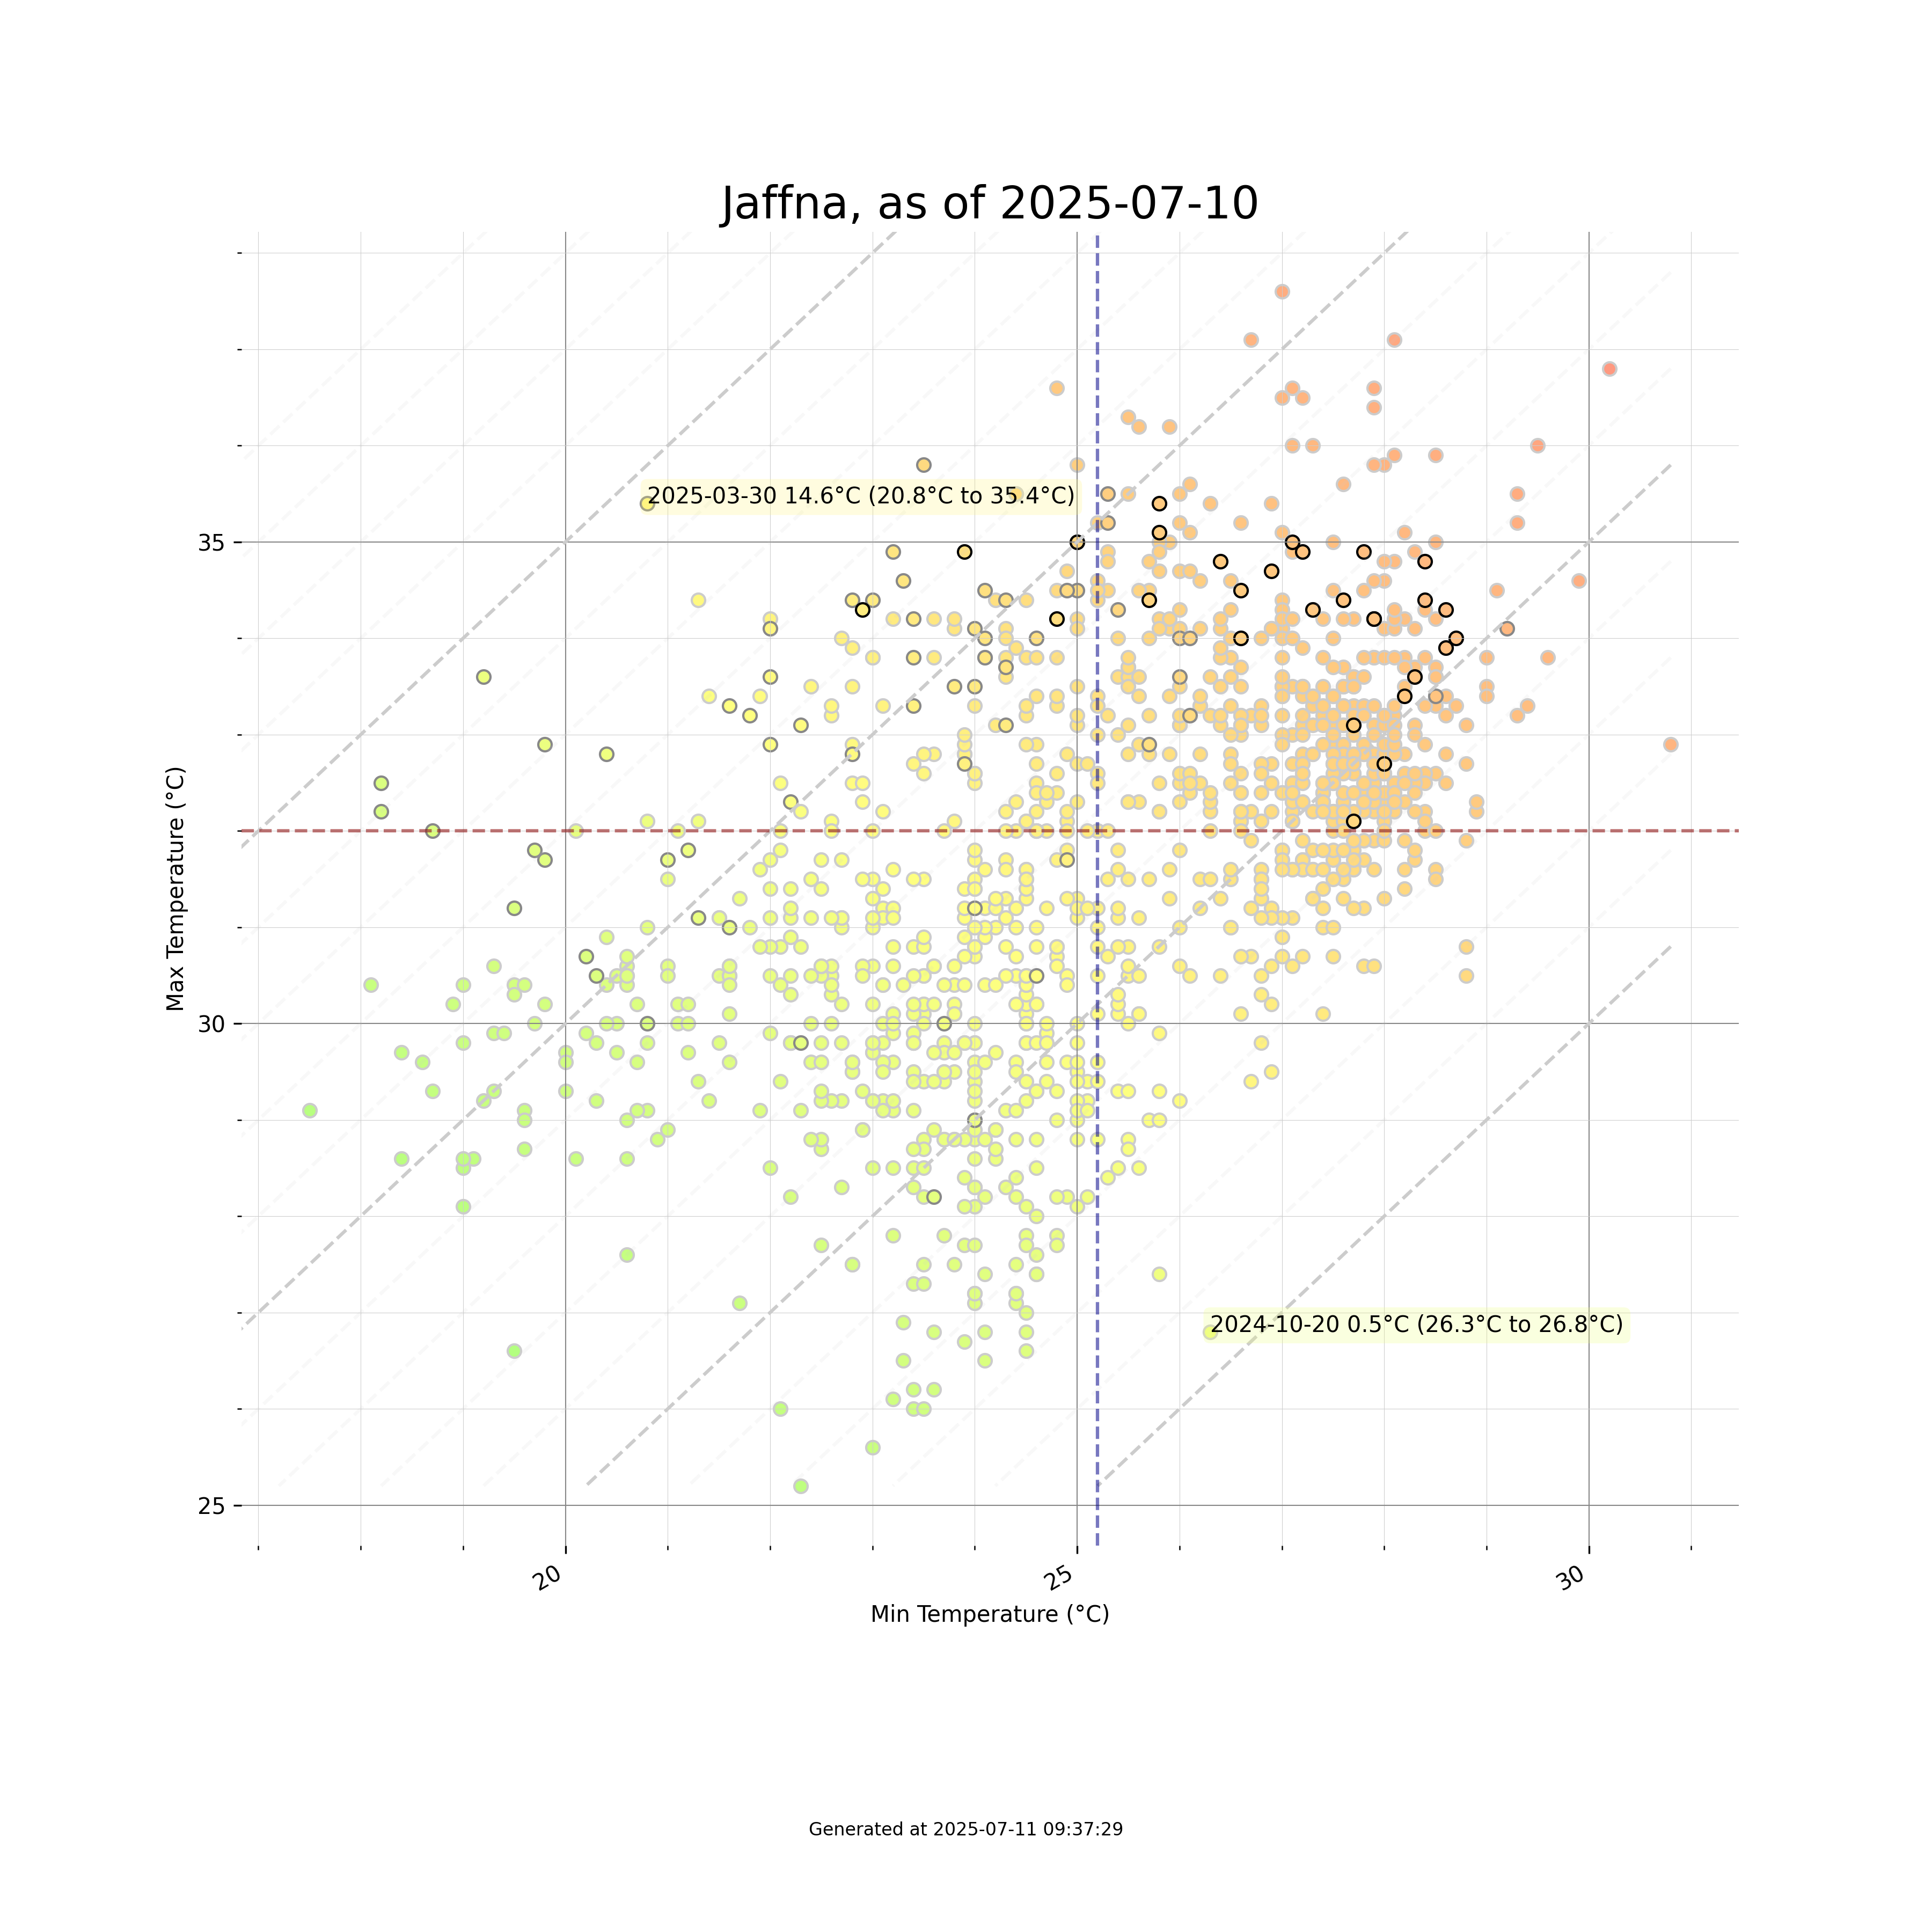 Jaffna, as of 2025-07-10
Max Temperature (°C)
35
30
25
2025-03-30 14.6°C (20.8°C to 35.4°C)
2024-10-20 0.5°C (26.3°C to 26.8°C)
20
25
30
Min Temperature (°C)
Generated at 2025-07-11 09:37:29